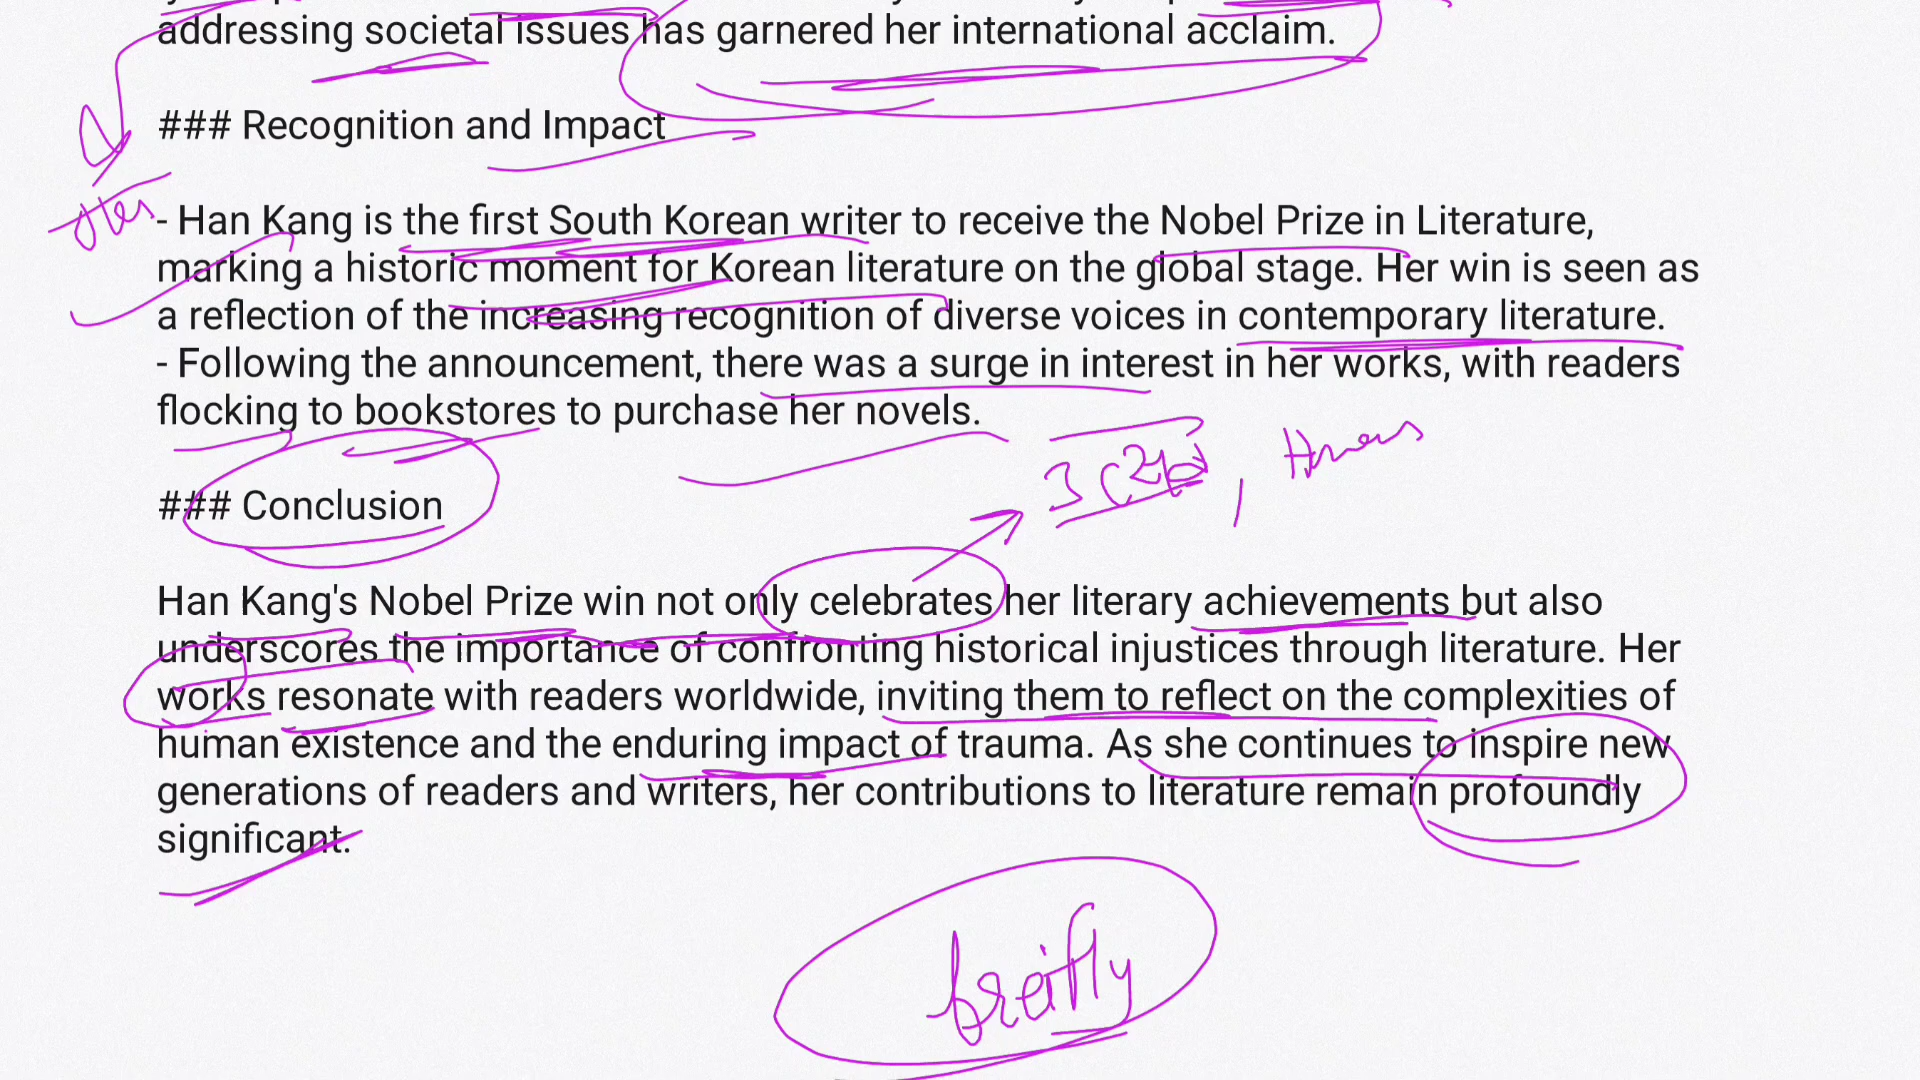 addressing societal issues has garnered her international acclaim.
### Recognition and Impact
- Han Kang is the first South Korean writer to receive the Nobel Prize in Literature,
marking a historic moment for Korean literature on the global stage. Her win is seen as
a reflection of the increasing recognition of diverse voices in contemporary literature.
- Following the announcement, there was a surge in interest in her works, with readers
flocking to bookstores to purchase her novels.
### Conclusion
Han Kang's Nobel Prize win not only celebrates her literary achievements but also
underscores the importance of confronting historical injustices through literature. Her
works resonate with readers worldwide, inviting them to reflect on the complexities of
human existence and the enduring impact of trauma. As she continues to inspire new
generations of readers and writers, her contributions to literature remain profoundly
significant.
breifly